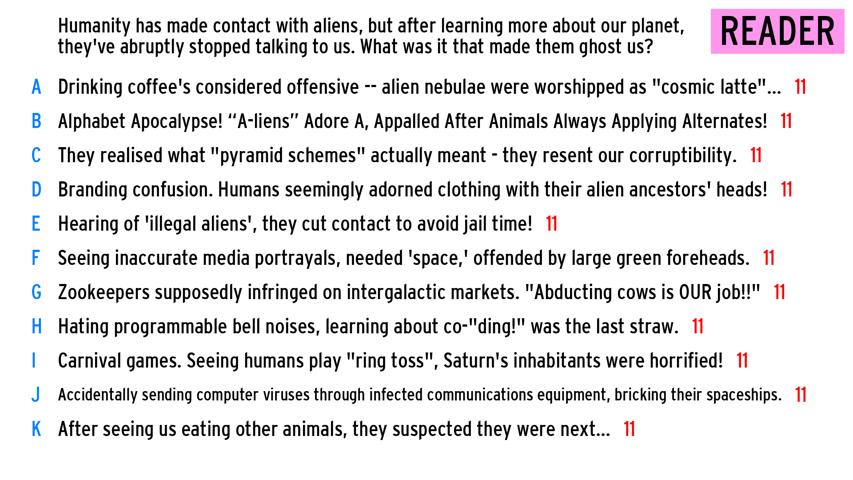 Humanity has made contact with aliens, but after learning more about our planet,
they've abruptly stopped talking to us. What was it that made them ghost us?
READER
A Drinking coffee's considered offensive -- alien nebulae were worshipped as "cosmic latte"... 11
B Alphabet Apocalypse! “A-liens” Adore A, Appalled After Animals Always Applying Alternates! 11
C They realised what "pyramid schemes" actually meant - they resent our corruptibility. 11
D Branding confusion. Humans seemingly adorned clothing with their alien ancestors' heads! 11
E Hearing of 'illegal aliens', they cut contact to avoid jail time! 11
F Seeing inaccurate media portrayals, needed 'space,' offended by large green foreheads. 11
G Zookeepers supposedly infringed on intergalactic markets. "Abducting cows is OUR job!!" 11
H Hating programmable bell noises, learning about co-"ding!" was the last straw. 11
I Carnival games. Seeing humans play "ring toss", Saturn's inhabitants were horrified! 11
J Accidentally sending computer viruses through infected communications equipment, bricking their spaceships. 11
K After seeing us eating other animals, they suspected they were next... 11